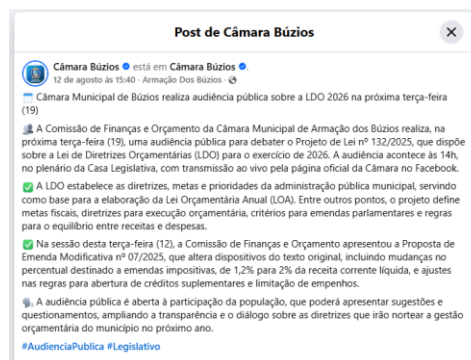 Post de Câmara Búzios
Câmara Búzios está em Câmara Búzios.
12 de agosto às 15:40 · Armação Dos Búzios ·
Câmara Municipal de Búzios realiza audiência pública sobre a LDO 2026 na próxima terça-feira
(19)
A Comissão de Finanças e Orçamento da Câmara Municipal de Armação dos Búzios realiza, na
próxima terça-feira (19), uma audiência pública para debater o Projeto de Lei nº 132/2025, que dispõe
sobre a Lei de Diretrizes Orçamentárias (LDO) para o exercício de 2026. A audiência acontece às 14h,
no plenário da Casa Legislativa, com transmissão ao vivo pela página oficial da Câmara no Facebook.
A LDO estabelece as diretrizes, metas e prioridades da administração pública municipal, servindo
como base para a elaboração da Lei Orçamentária Anual (LOA). Entre outros pontos, o projeto define
metas fiscais, diretrizes para execução orçamentária, critérios para emendas parlamentares e regras
para o equilíbrio entre receitas e despesas.
Na sessão desta terça-feira (12), a Comissão de Finanças e Orçamento apresentou a Proposta de
Emenda Modificativa nº 07/2025, que altera dispositivos do texto original, incluindo mudanças no
percentual destinado a emendas impositivas, de 1,2% para 2% da receita corrente líquida, e ajustes
nas regras para abertura de créditos suplementares e limitação de empenhos.
A audiência pública é aberta à participação da população, que poderá apresentar sugestões e
questionamentos, ampliando a transparência e o diálogo sobre as diretrizes que irão nortear a gestão
orçamentária do município no próximo ano.
#AudienciaPublica #Legislativo